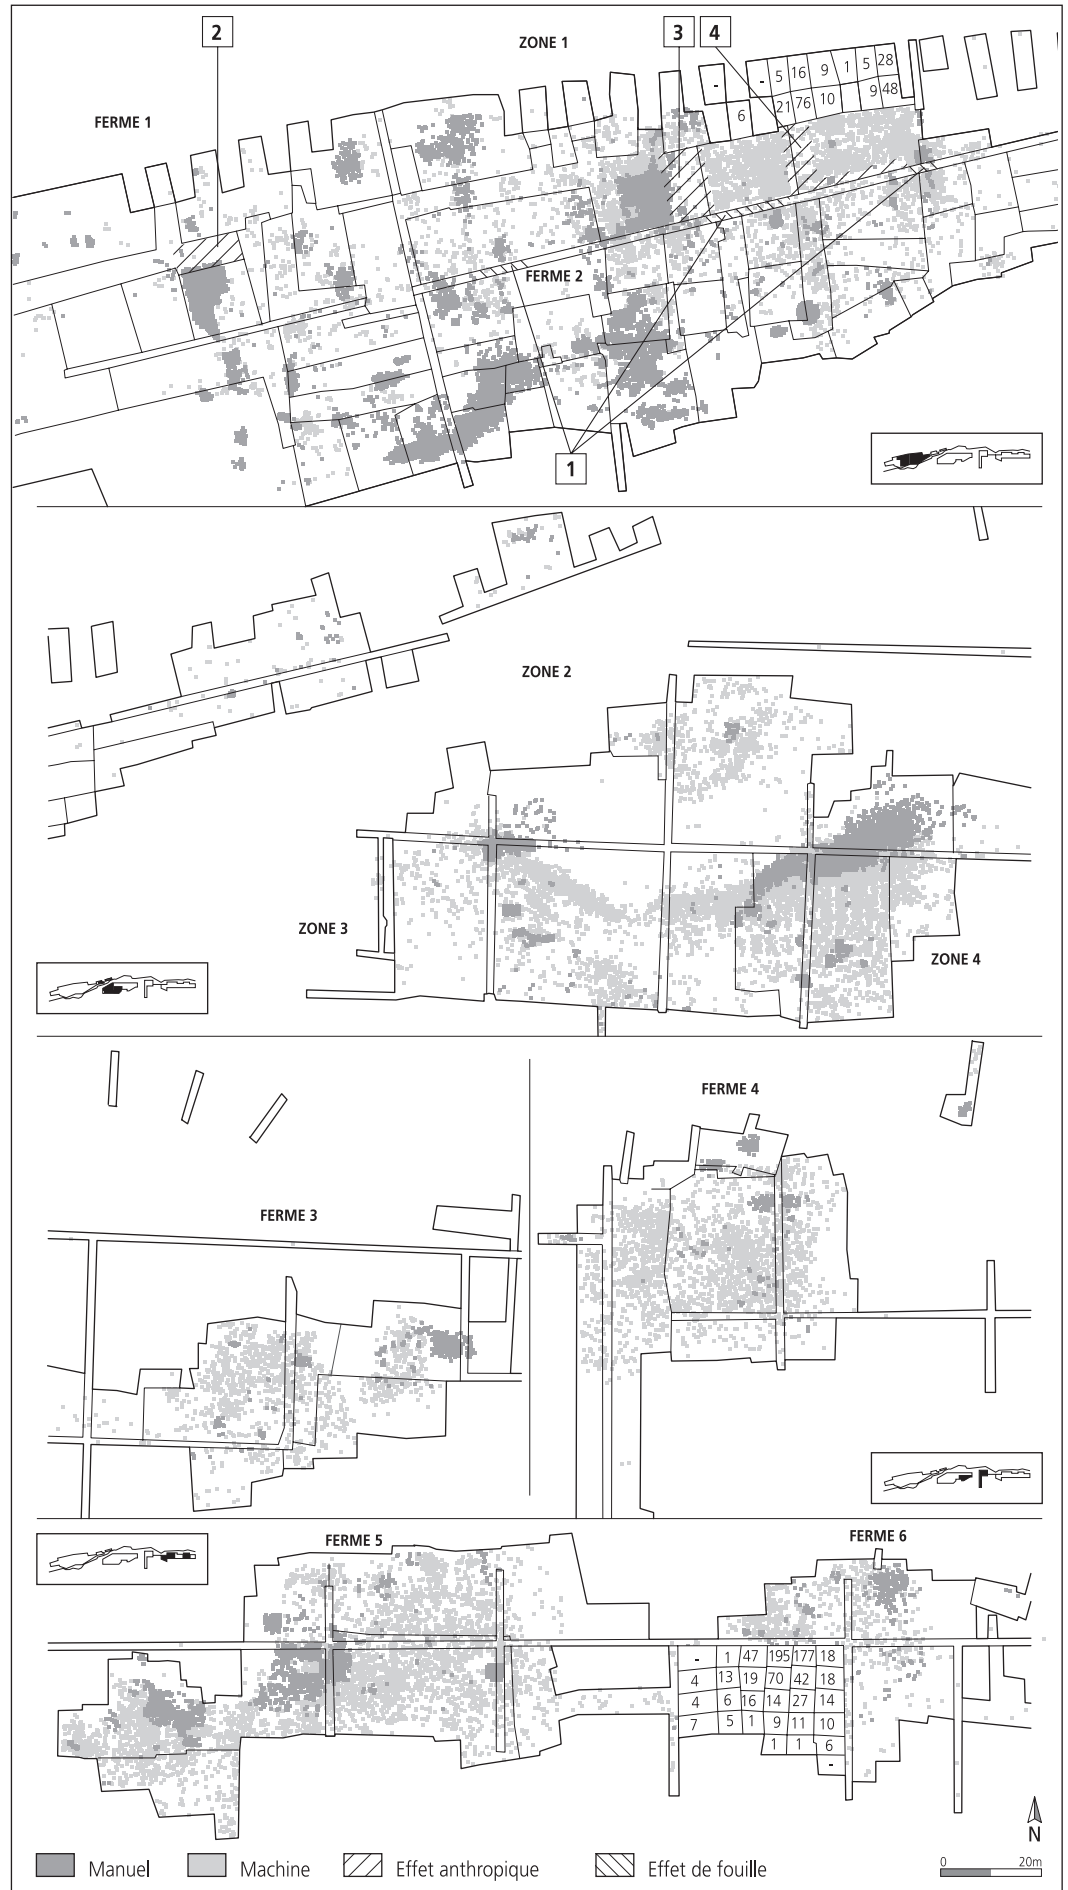 2
3
4
ZONE 1
FERME 1
- 5 16 9 1 5 28
-
6 21 76 10 9 48
FERME 2
1
ZONE 2
ZONE 3
ZONE 4
FERME 4
FERME 3
FERME 5
FERME 6
- 1 47 195 177 18
4 13 19 70 42 18
4 6 16 14 27 14
7 5 1 9 11 10
1 1 6
-
N
Manuel
Machine
Effet anthropique
Effet de fouille
0 20m